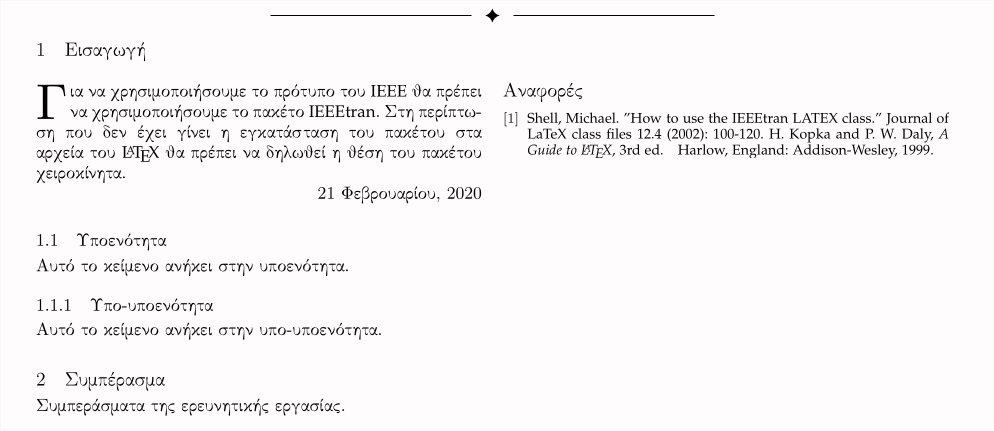 1 Εισαγωγή
Για να χρησιμοποιήσουμε το πρότυπο του IEEE θα πρέπει
να χρησιμοποιήσουμε το πακέτο IEEEtran. Στη περίπτω-
ση που δεν έχει γίνει η εγκατάσταση του πακέτου στα
αρχεία του LATEX θα πρέπει να δηλωθεί η θέση του πακέτου
χειροκίνητα.
21 Φεβρουαρίου, 2020
1.1 Υποενότητα
Αυτό το κείμενο ανήκει στην υποενότητα.
1.1.1 Υπο-υποενότητα
Αυτό το κείμενο ανήκει στην υπο-υποενότητα.
2 Συμπέρασμα
Συμπεράσματα της ερευνητικής εργασίας.
Αναφορές
[1] Shell, Michael. ”How to use the IEEEtran LATEX class.” Journal of
LaTeX class files 12.4 (2002): 100-120. H. Kopka and P. W. Daly, A
Guide to LATEX, 3rd ed. Harlow, England: Addison-Wesley, 1999.